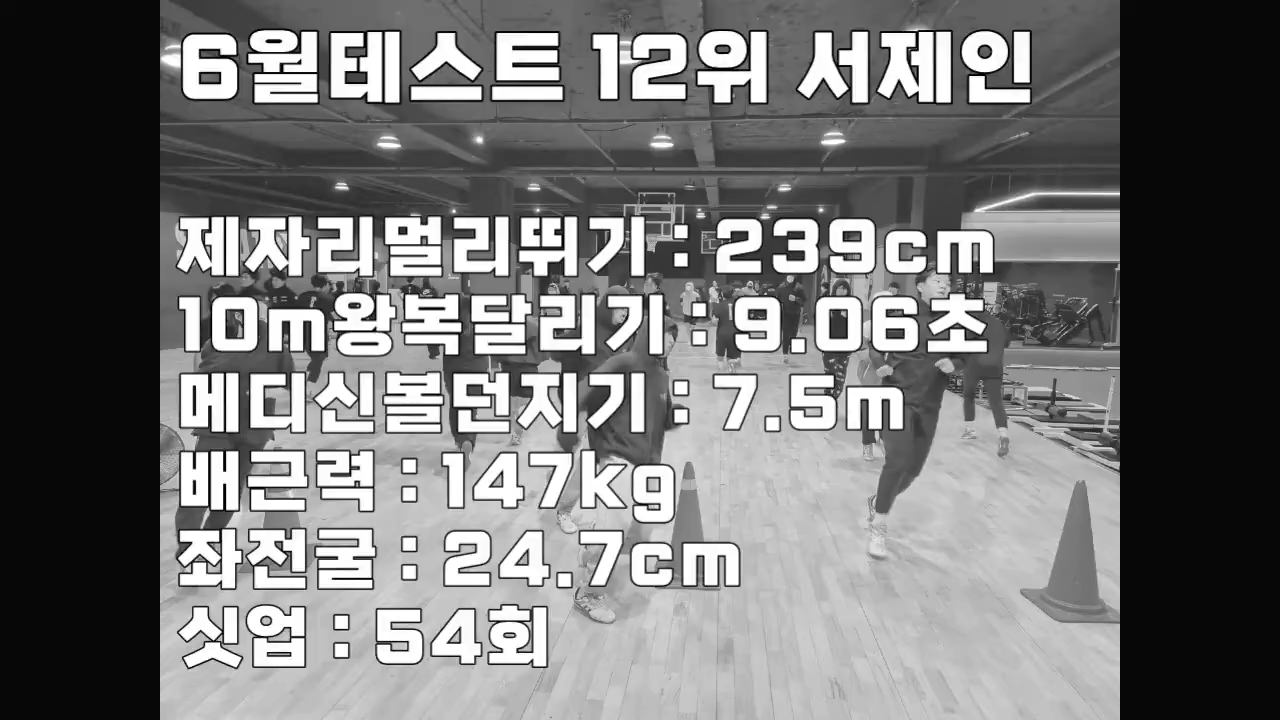 6월테스트 12위 서제인
제자리멀리뛰기 : 239cm
10m왕복달리기 : 9.06초
메디신볼던지기 : 7.5m
배근력 : 147kg
좌전굴 : 24.7cm
싯업 : 54회